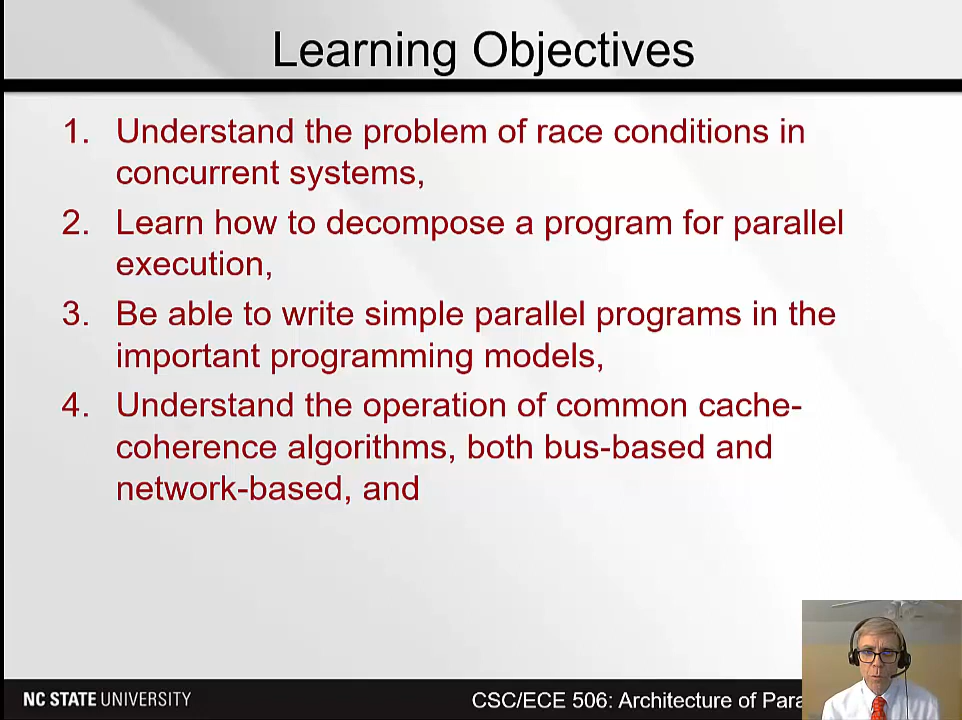 Learning Objectives
1. Understand the problem of race conditions in
concurrent systems,
2. Learn how to decompose a program for parallel
execution,
3. Be able to write simple parallel programs in the
important programming models,
4. Understand the operation of common cache-
coherence algorithms, both bus-based and
network-based, and
NC STATE UNIVERSITY
CSC/ECE 506: Architecture of Para